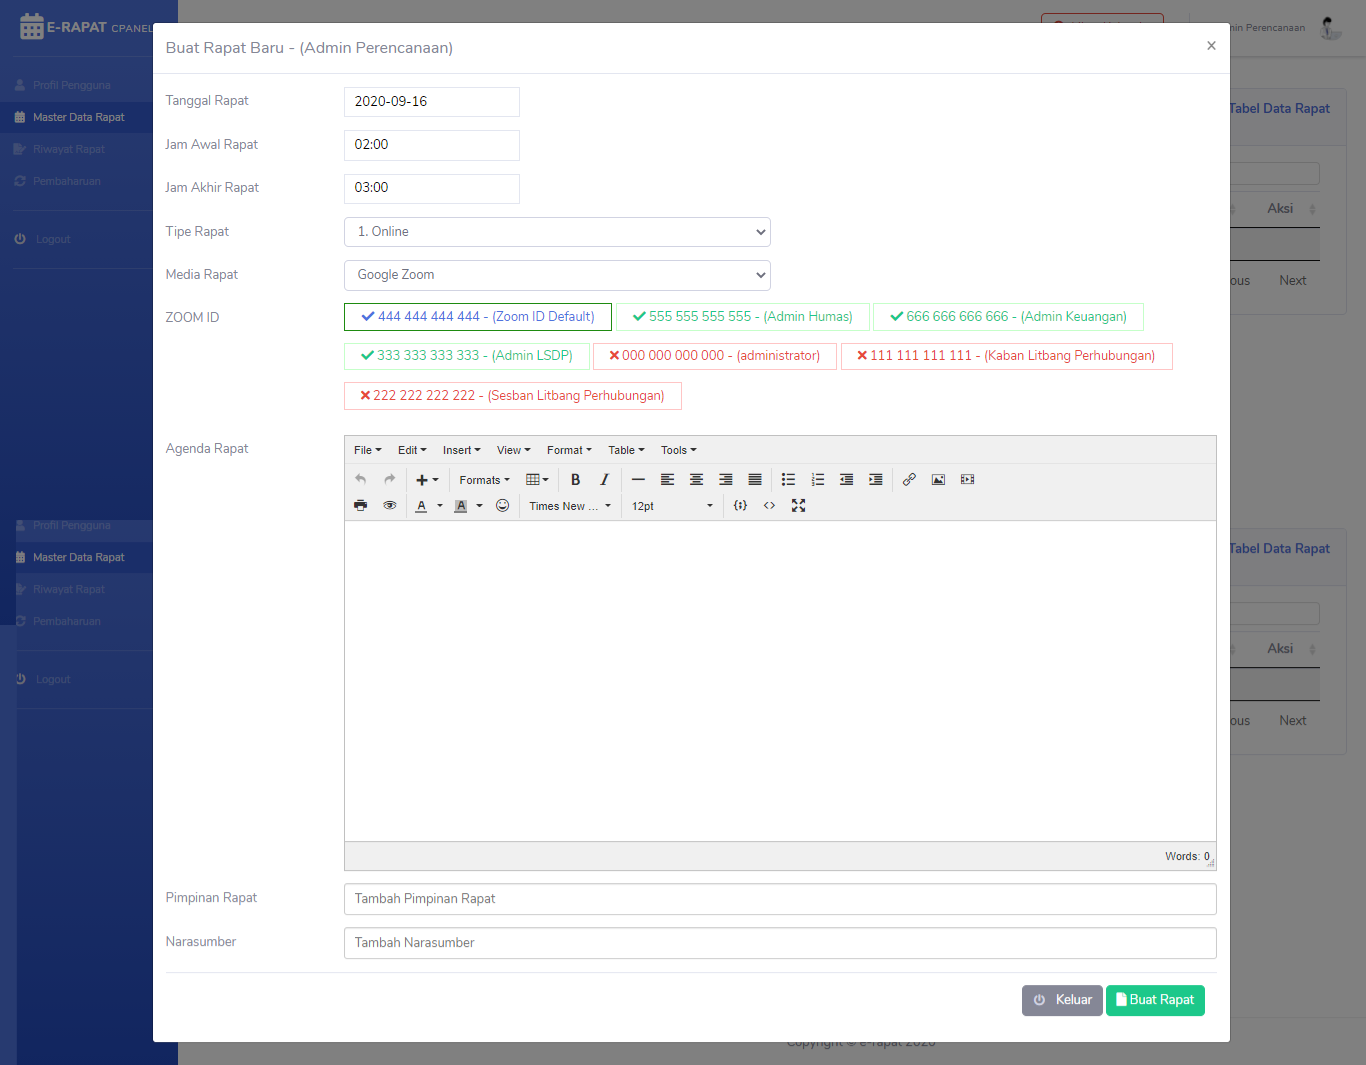 E-RAPAT CPANEL
Admin Perencanaan
Profil Pengguna
Master Data Rapat
Riwayat Rapat
Pembaharuan
Logout
Tabel Data Rapat
Aksi
Next
Buat Rapat Baru - (Admin Perencanaan)
×
Tanggal Rapat
2020-09-16
Jam Awal Rapat
02:00
Jam Akhir Rapat
03:00
Tipe Rapat
1. Online
Media Rapat
Google Zoom
ZOOM ID
444 444 444 444 - (Zoom ID Default)
555 555 555 555 - (Admin Humas)
666 666 666 666 - (Admin Keuangan)
333 333 333 333 - (Admin LSDP)
000 000 000 000 - (administrator)
111 111 111 111 - (Kaban Litbang Perhubungan)
222 222 222 222 - (Sesban Litbang Perhubungan)
Agenda Rapat
File Edit Insert View Format Table Tools
Formats B I
A A Times New ... 12pt
Words: 0
Pimpinan Rapat
Tambah Pimpinan Rapat
Narasumber
Tambah Narasumber
Keluar
Buat Rapat
Profil Pengguna
Master Data Rapat
Riwayat Rapat
Pembaharuan
Logout
Tabel Data Rapat
Aksi
Next
Copyright © e-rapat 2020